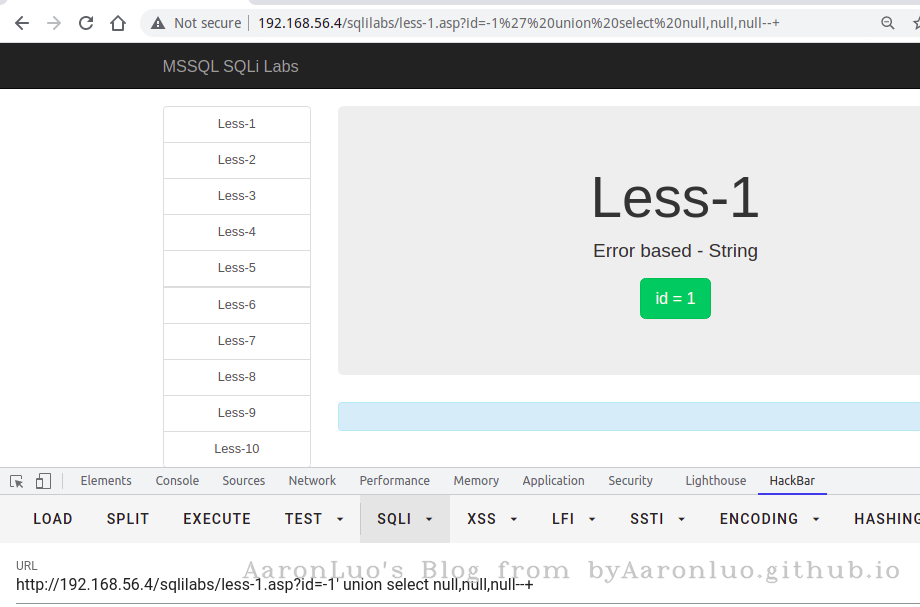 Not secure | 192.168.56.4/sqlilabs/less-1.asp?id=-1%27%20union%20select%20null,null,null--+
MSSQL SQLi Labs
Less-1
Less-2
Less-3
Less-4
Less-5
Less-6
Less-7
Less-8
Less-9
Less-10
Less-1
Error based - String
id = 1
Elements Console Sources Network Performance Memory Application Security Lighthouse HackBar
LOAD SPLIT EXECUTE TEST SQLI XSS LFI SSTI ENCODING HASHING
URL
AaronLuo's Blog from byAaronluo.github.io
http://192.168.56.4/sqlilabs/less-1.asp?id=-1' union select null,null,null--+